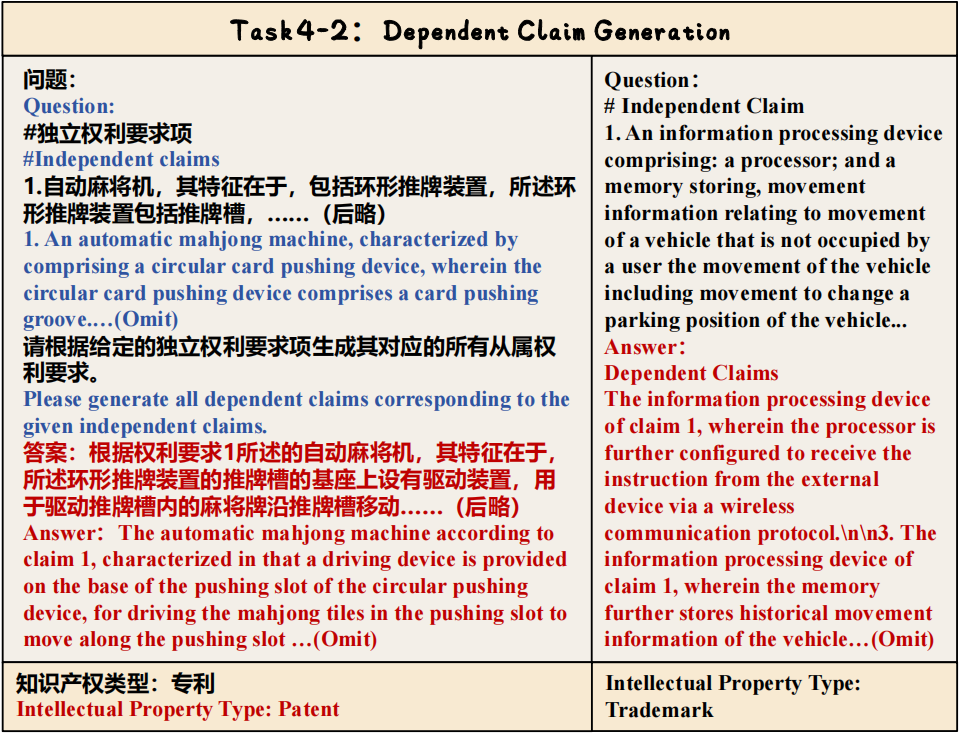 Task4-2：Dependent Claim Generation
问题：
Question:
#独立权利要求项
#Independent claims
1.自动麻将机，其特征在于，包括环形推牌装置，所述环
形推牌装置包括推牌槽，……（后略）
1. An automatic mahjong machine, characterized by
comprising a circular card pushing device, wherein the
circular card pushing device comprises a card pushing
groove.…(Omit)
请根据给定的独立权利要求项生成其对应的所有从属权
利要求。
Please generate all dependent claims corresponding to the
given independent claims.
答案：根据权利要求1所述的自动麻将机，其特征在于，
所述环形推牌装置的推牌槽的基座上设有驱动装置，用
于驱动推牌槽内的麻将牌沿推牌槽移动……（后略）
Answer：The automatic mahjong machine according to
claim 1, characterized in that a driving device is provided
on the base of the pushing slot of the circular pushing
device, for driving the mahjong tiles in the pushing slot to
move along the pushing slot …(Omit)
知识产权类型：专利
Intellectual Property Type: Patent
Question：
# Independent Claim
1. An information processing device
comprising: a processor; and a
memory storing, movement
information relating to movement
of a vehicle that is not occupied by
a user the movement of the vehicle
including movement to change a
parking position of the vehicle...
Answer：
Dependent Claims
The information processing device
of claim 1, wherein the processor is
further configured to receive the
instruction from the external
device via a wireless
communication protocol.\n\n3. The
information processing device of
claim 1, wherein the memory
further stores historical movement
information of the vehicle…(Omit)
Intellectual Property Type:
Trademark